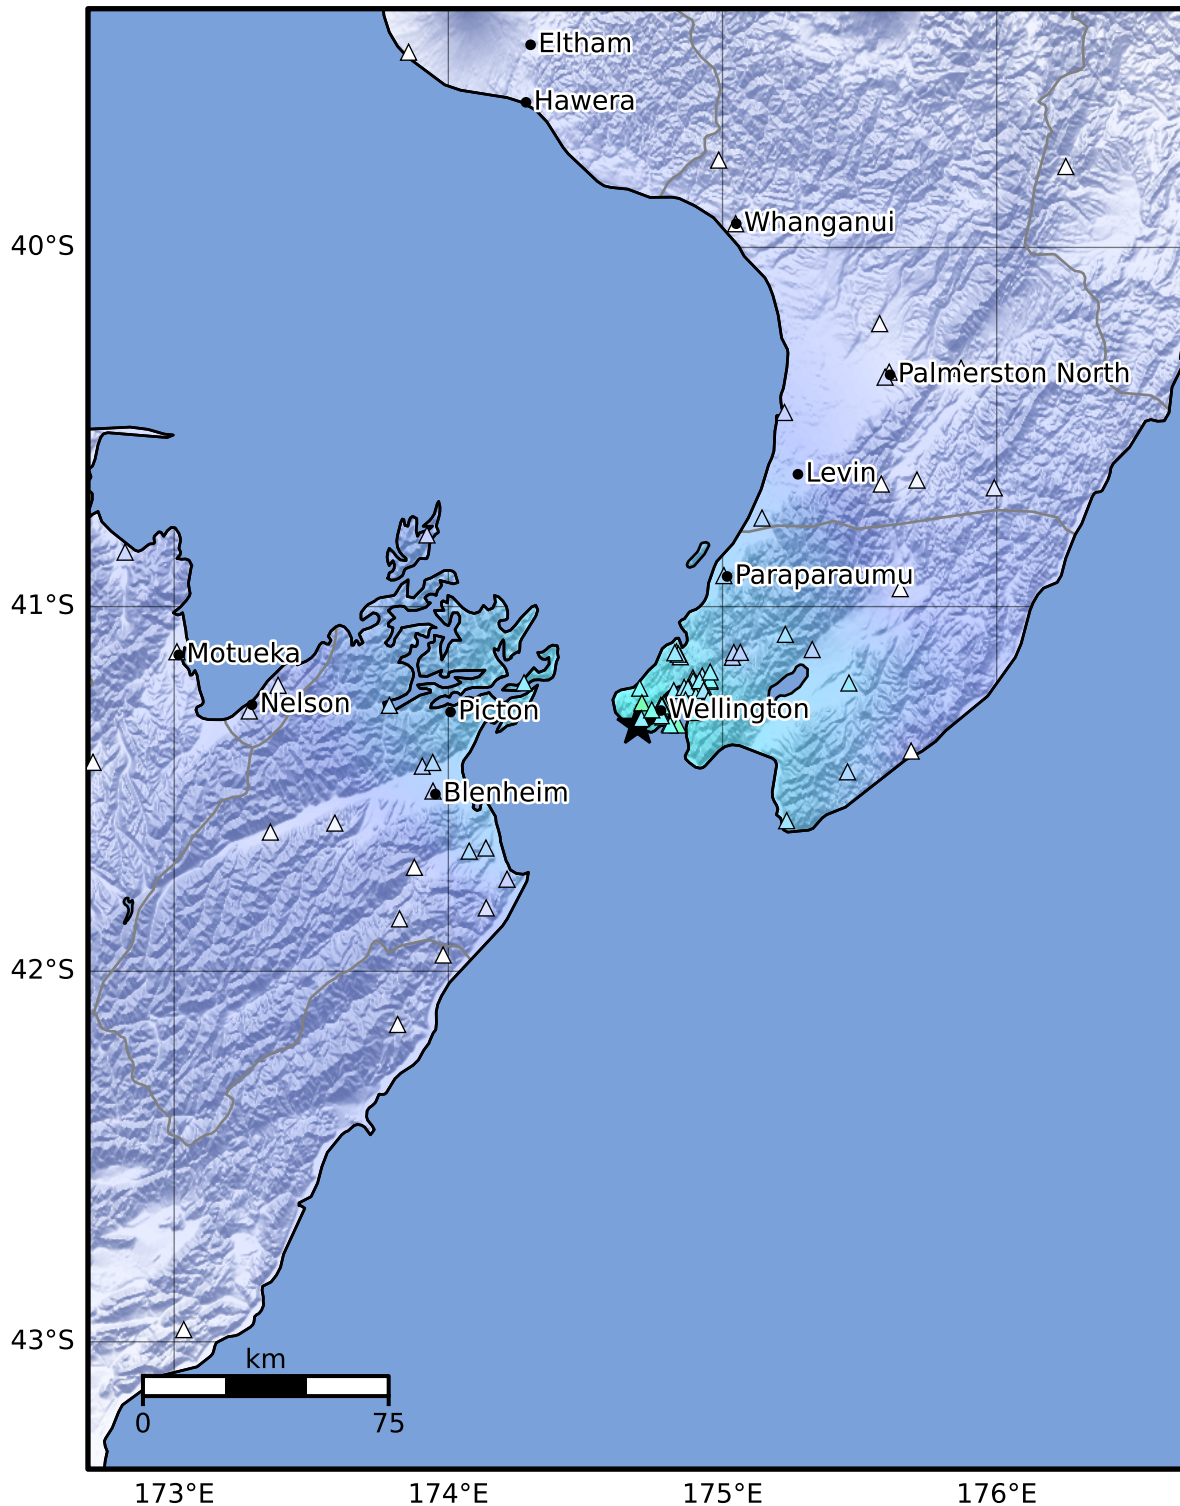 Eltham
Hawera
Whanganui
40°S
Palmerston North
Levin
Paraparaumu
41°S
Motueka
Nelson
Picton
Wellington
Blenheim
42°S
43°S
km
0 75
173°E 174°E 175°E 176°E